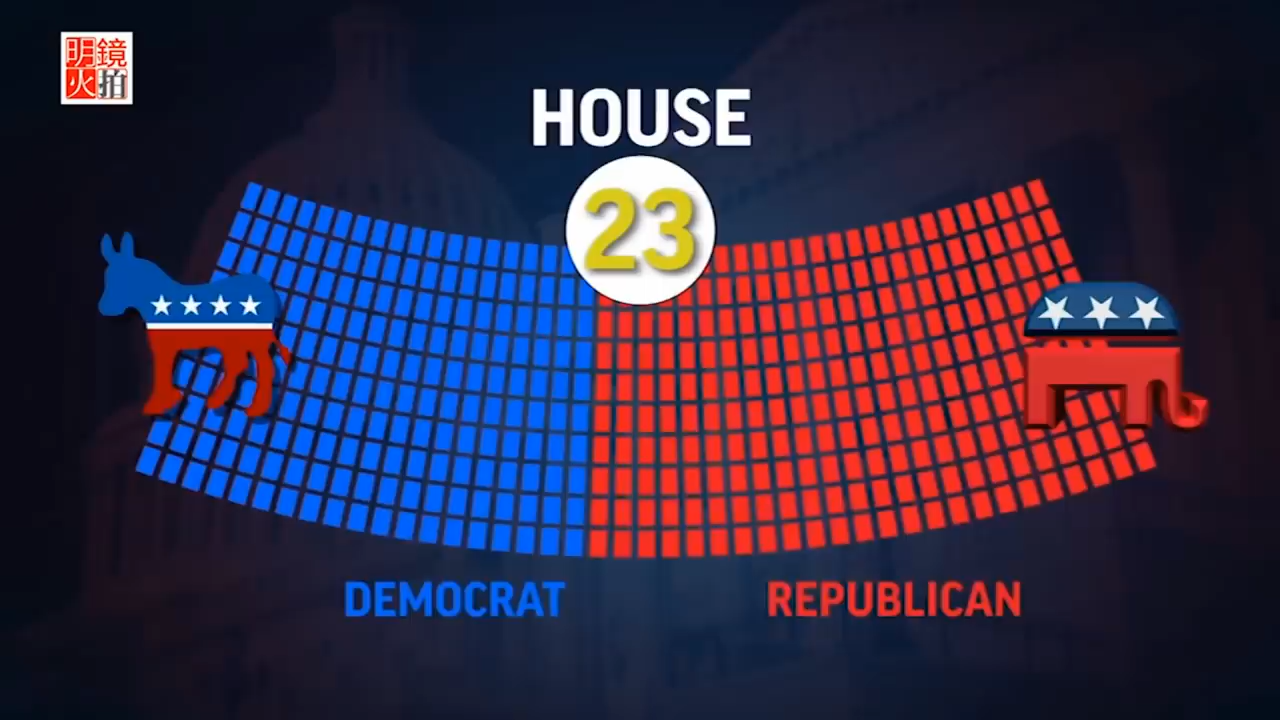 明鏡
火拍
HOUSE
23
DEMOCRAT
REPUBLICAN